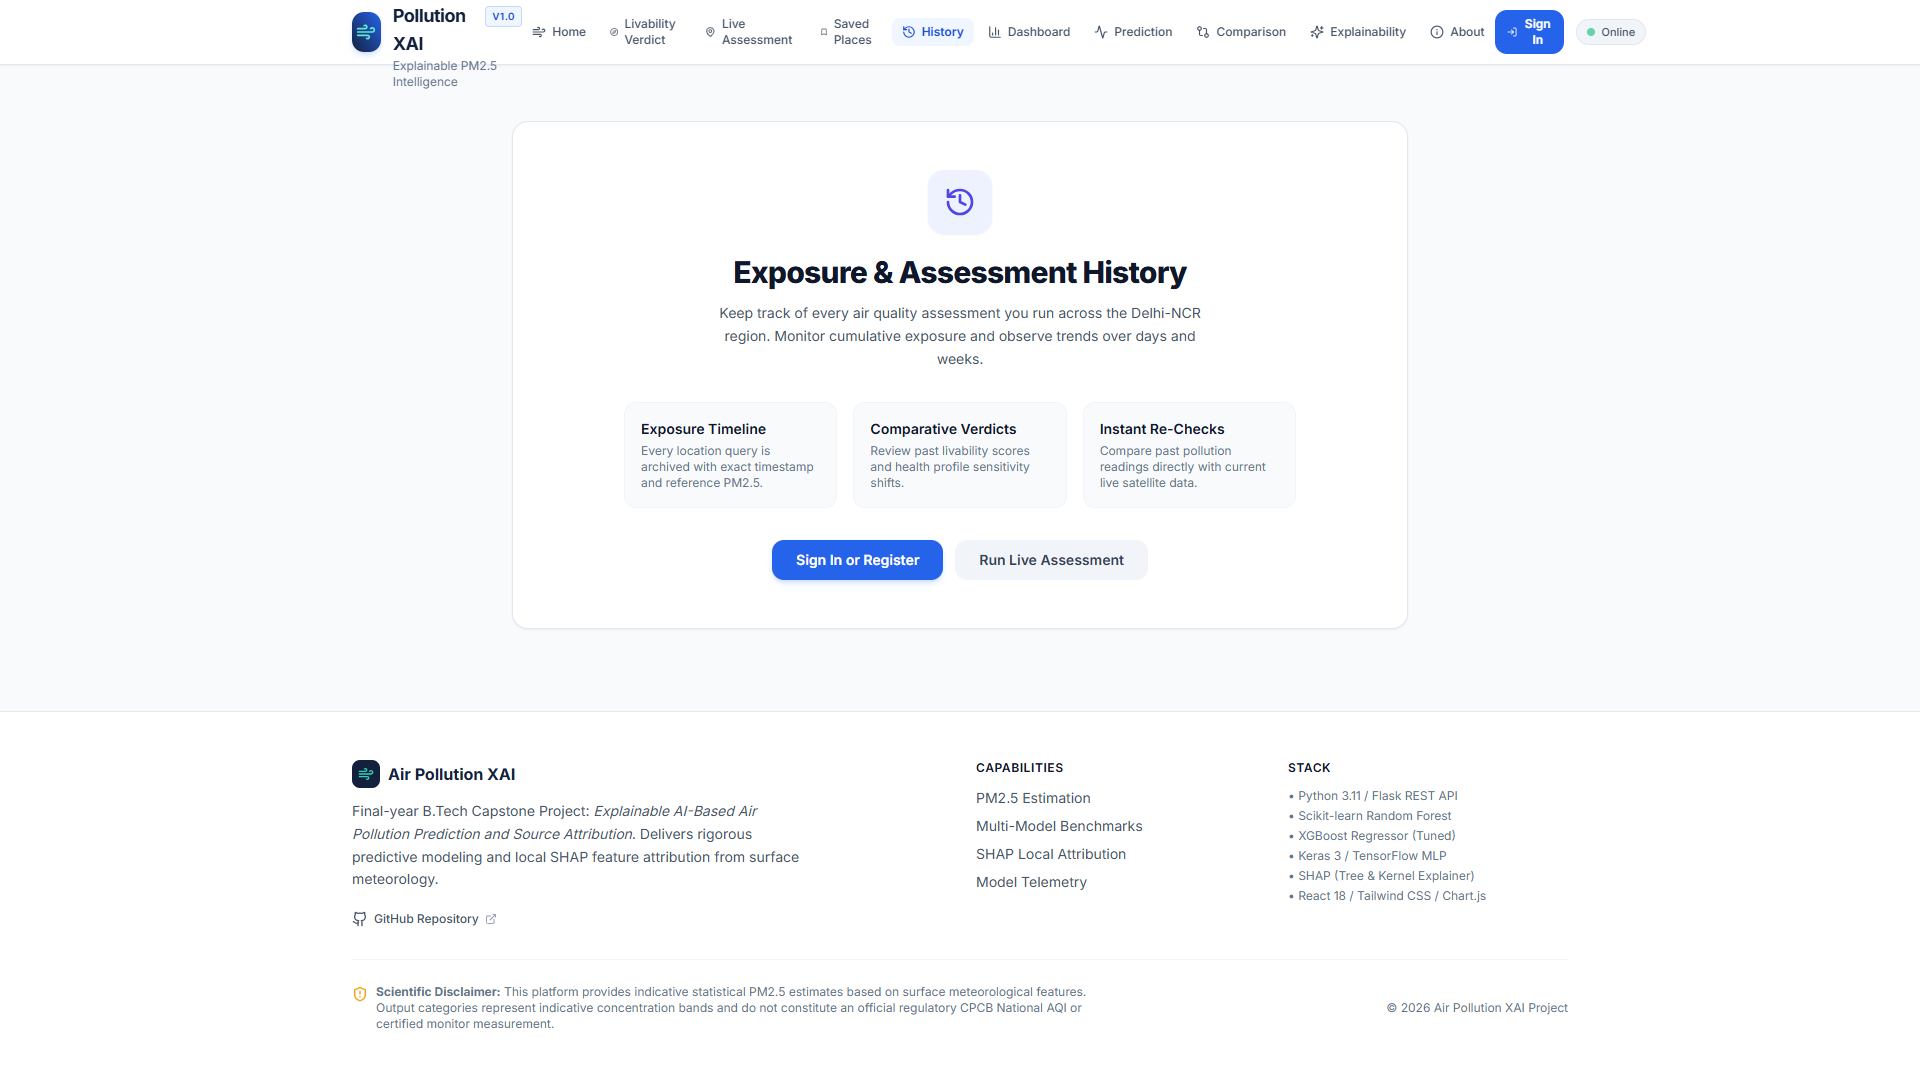 Pollution XAI
V1.0
Explainable PM2.5 Intelligence
Home
Livability Verdict
Live Assessment
Saved Places
History
Dashboard
Prediction
Comparison
Explainability
About
Sign In
Online
Exposure & Assessment History
Keep track of every air quality assessment you run across the Delhi-NCR
region. Monitor cumulative exposure and observe trends over days and
weeks.
Exposure Timeline
Every location query is
archived with exact timestamp
and reference PM2.5.
Comparative Verdicts
Review past livability scores
and health profile sensitivity
shifts.
Instant Re-Checks
Compare past pollution
readings directly with current
live satellite data.
Sign In or Register
Run Live Assessment
Air Pollution XAI
Final-year B.Tech Capstone Project: Explainable AI-Based Air
Pollution Prediction and Source Attribution. Delivers rigorous
predictive modeling and local SHAP feature attribution from surface
meteorology.
GitHub Repository
CAPABILITIES
PM2.5 Estimation
Multi-Model Benchmarks
SHAP Local Attribution
Model Telemetry
STACK
• Python 3.11 / Flask REST API
• Scikit-learn Random Forest
• XGBoost Regressor (Tuned)
• Keras 3 / TensorFlow MLP
• SHAP (Tree & Kernel Explainer)
• React 18 / Tailwind CSS / Chart.js
Scientific Disclaimer: This platform provides indicative statistical PM2.5 estimates based on surface meteorological features.
Output categories represent indicative concentration bands and do not constitute an official regulatory CPCB National AQI or
certified monitor measurement.
© 2026 Air Pollution XAI Project